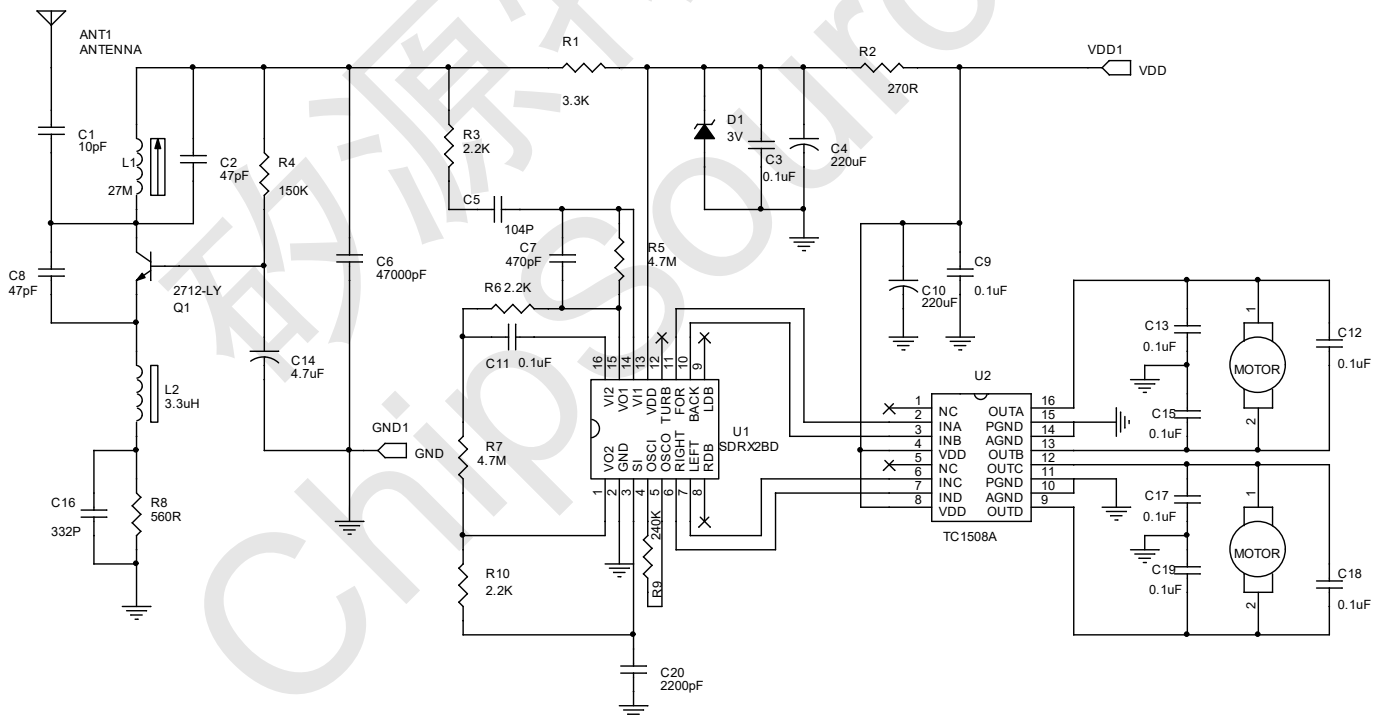 ANT1
ANTENNA
R1
3.3K
R2
270R
VDD1
VDD
C1
10pF
L1
27M
C2
47pF
R4
150K
R3
2.2K
D1
3V
C3
0.1uF
C4
220uF
C5
104P
C7
470pF
R5
4.7M
C8
47pF
2712-LY
Q1
C6
47000pF
R6 2.2K
C9
0.1uF
C10
220uF
C14
4.7uF
C11 0.1uF
L2
3.3uH
GND1
GND
R7
4.7M
16 15 14 13 12 11 10 9
VI2 VO1 VI1 VDD TURB FOR BACK LDB
VO2 GND SI OSCI OSCO RIGHT LEFT RDB
1 2 3 4 5 6 7 8
U1
SDRX2BD
240K
R9
C16
332P
R8
560R
R10
2.2K
C20
2200pF
U2
1 NC OUTA 16
2 INA PGND 15
3 INB AGND 14
4 VDD OUTB 13
5 NC OUTC 12
6 INC PGND 11
7 IND AGND 10
8 VDD OUTD 9
TC1508A
C13
0.1uF
C15
0.1uF
1
MOTOR
2
C12
0.1uF
C17
0.1uF
C19
0.1uF
1
MOTOR
2
C18
0.1uF